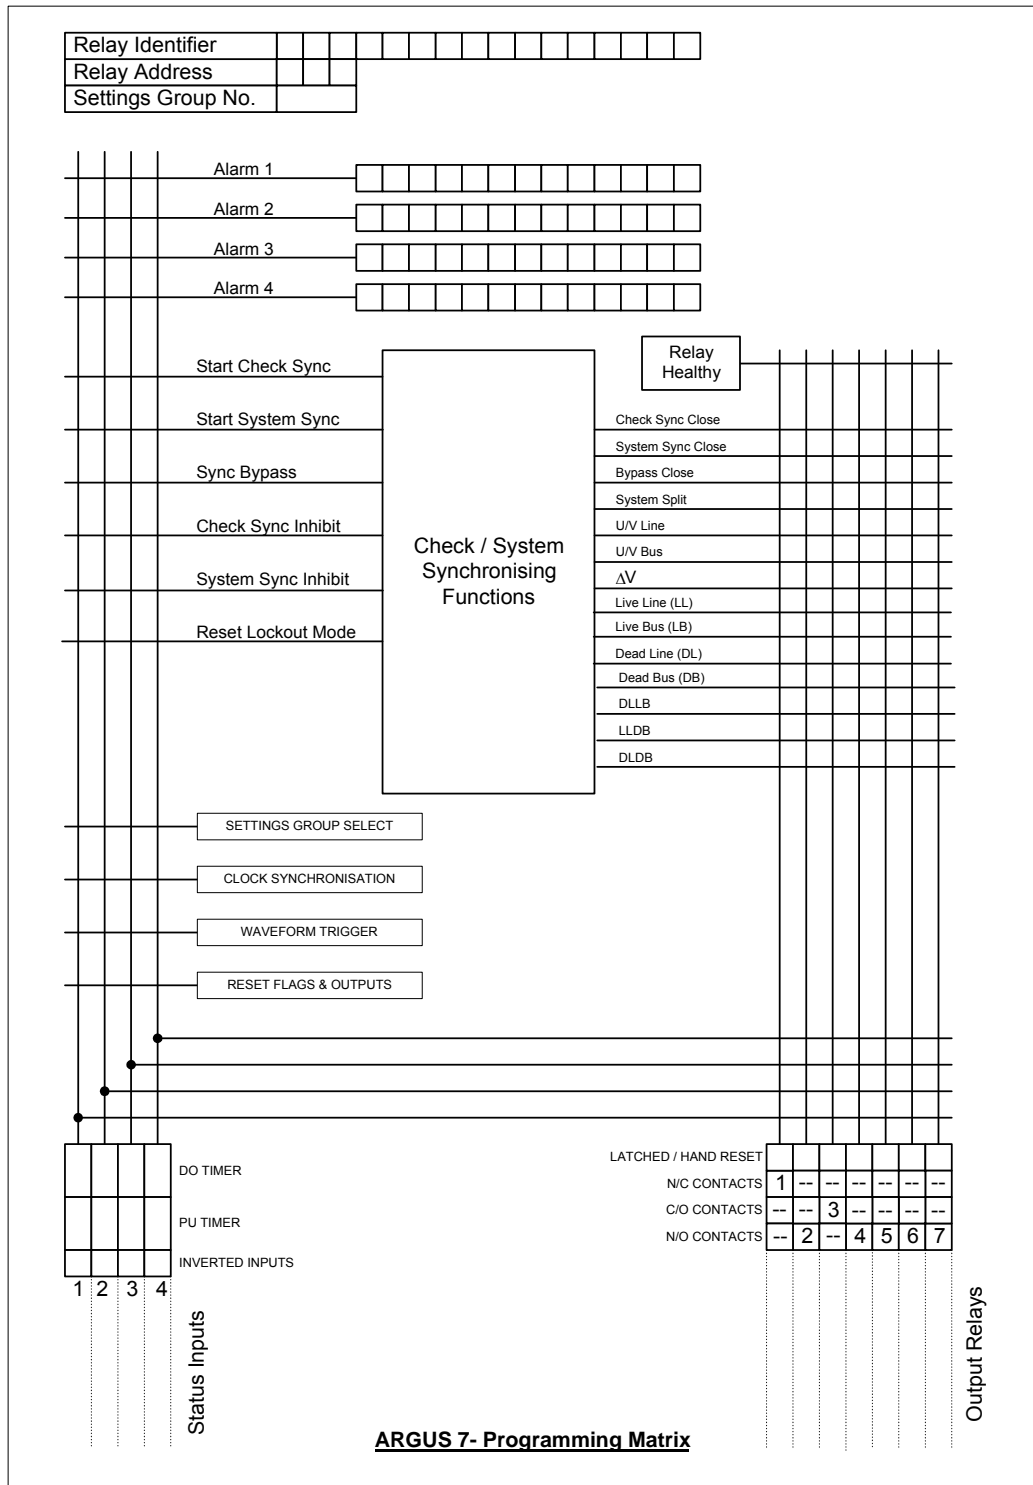 Relay Identifier
Relay Address
Settings Group No.
Alarm 1
Alarm 2
Alarm 3
Alarm 4
Relay
Healthy
Start Check Sync
Start System Sync
Sync Bypass
Check Sync Inhibit
System Sync Inhibit
Reset Lockout Mode
Check / System
Synchronising
Functions
Check Sync Close
System Sync Close
Bypass Close
System Split
U/V Line
U/V Bus
ΔV
Live Line (LL)
Live Bus (LB)
Dead Line (DL)
Dead Bus (DB)
DLLB
LLDB
DLDB
SETTINGS GROUP SELECT
CLOCK SYNCHRONISATION
WAVEFORM TRIGGER
RESET FLAGS & OUTPUTS
DO TIMER
PU TIMER
INVERTED INPUTS
1 2 3 4
Status Inputs
LATCHED / HAND RESET
N/C CONTACTS 1 -- -- -- -- -- --
C/O CONTACTS -- -- 3 -- -- -- --
N/O CONTACTS -- 2 -- 4 5 6 7
Output Relays
ARGUS 7- Programming Matrix